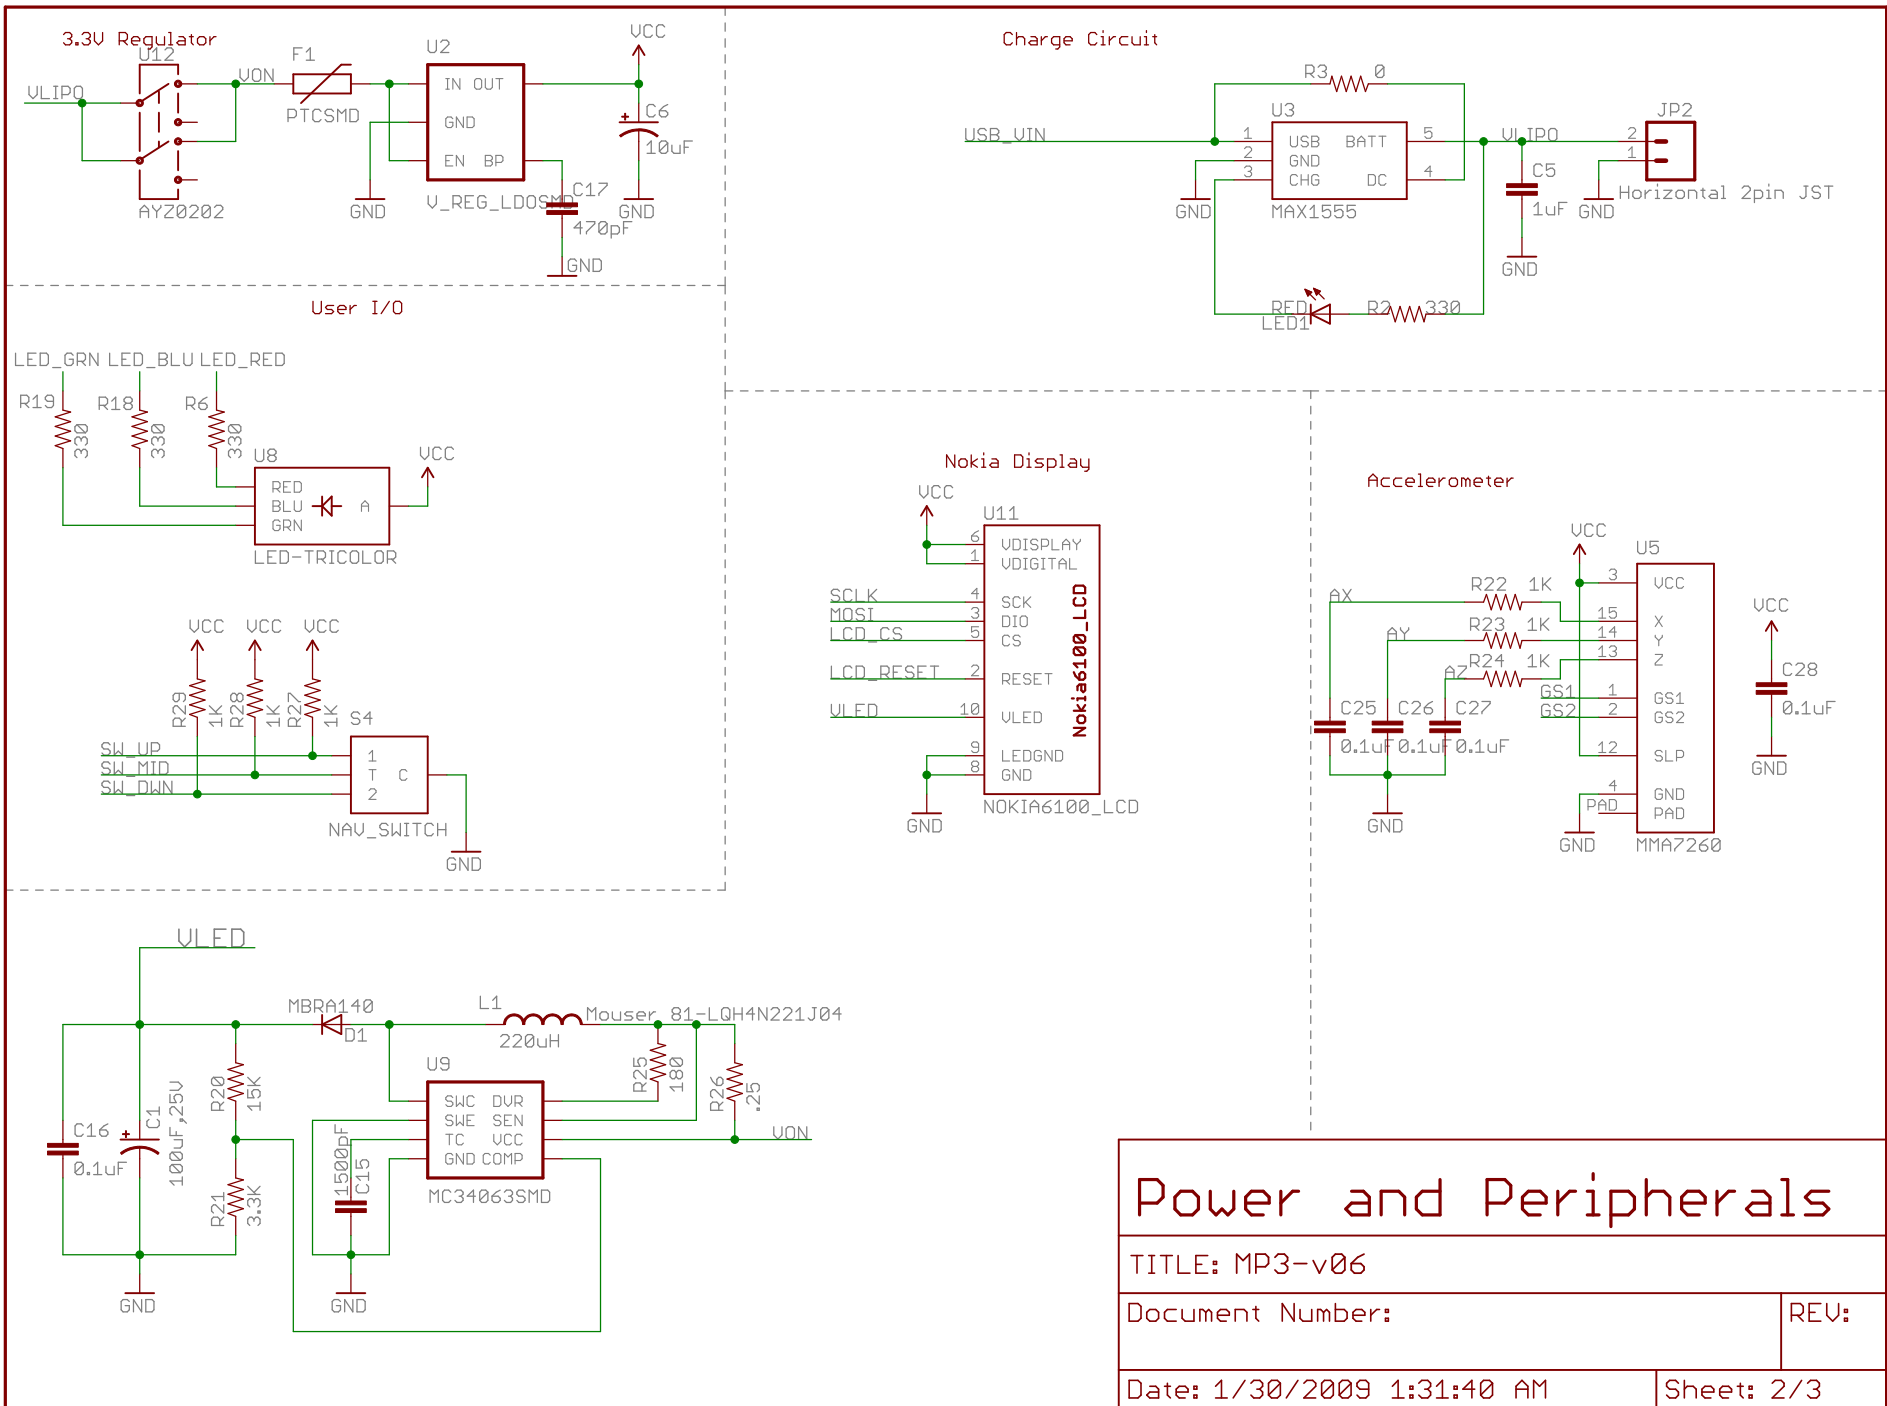 3.3V Regulator
U12
VLIPO
AYZ0202
VON
F1
PTCSMD
U2
IN OUT
GND
EN BP
V_REG_LDOSMD
GND
VCC
C6
10uF
GND
C17
470pF
GND
Charge Circuit
R3 0
U3
USB_VIN
1 USB BATT 5
2 GND
3 CHG DC 4
MAX1555
GND
VLIPO
C5
1uF
GND
JP2
2
1
GND
Horizontal 2pin JST
RED
LED1
R2 330
User I/O
LED_GRN LED_BLU LED_RED
R19 330
R18 330
R6 330
U8
RED
BLU A
GRN
LED-TRICOLOR
VCC
VCC VCC VCC
R29 1K
R28 1K
R27 1K
S4
SW_UP 1
SW_MID T C
SW_DWN 2
NAV_SWITCH
GND
Nokia Display
VCC
U11
6 VDISPLAY
1 VDIGITAL
SCLK 4 SCK
MOSI 3 DIO
LCD_CS 5 CS
LCD_RESET 2 RESET
VLED 10 VLED
9 LEDGND
8 GND
Nokia6100_LCD
NOKIA6100_LCD
GND
Accelerometer
VCC
U5
3 VCC
AX R22 1K 15 X
AY R23 1K 14 Y
AZ R24 1K 13 Z
GS1 1 GS1
GS2 2 GS2
12 SLP
4 GND
PAD PAD
MMA7260
GND
C25 C26 C27
0.1uF 0.1uF 0.1uF
GND
VCC
C28
0.1uF
GND
VLED
MBRA140
D1
L1
220uH
Mouser 81-LQH4N221J04
C16
0.1uF
C1
100uF,25V
R20
15K
R21
3.3K
GND
U9
SWC DVR
SWE SEN
TC VCC
GND COMP
MC34063SMD
1500pF
C15
GND
R25
180
R26
.25
VON
Power and Peripherals
TITLE: MP3-v06
Document Number:
REV:
Date: 1/30/2009 1:31:40 AM
Sheet: 2/3